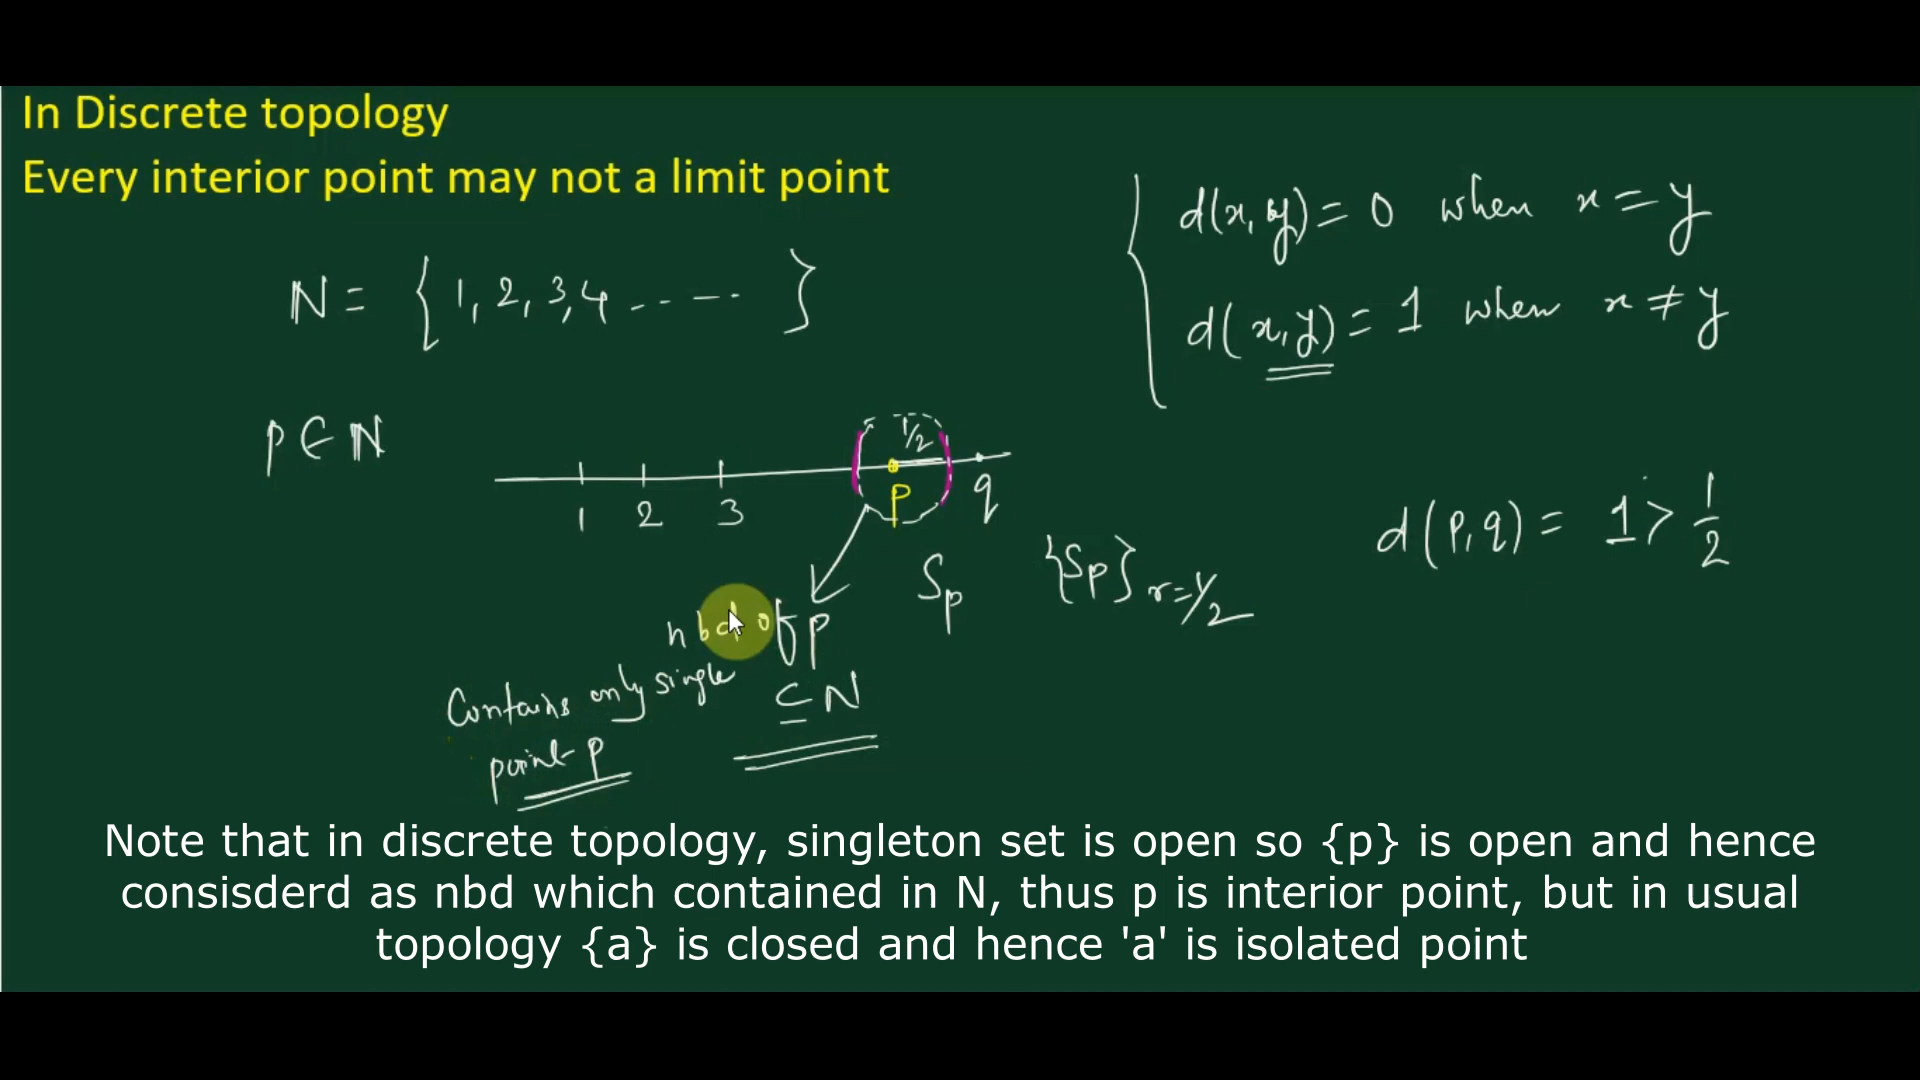 In Discrete topology
Every interior point may not a limit point
d(x, y) = 0 when x = y
N = { 1, 2, 3, 4 ----- }
d(x, y) = 1 when x ≠ y
p ∈ N
1/2
1 2 3 P q
d(p, q) = 1 > 1/2
Sp {Sp} r=1/2
nbd of p
Contains only single
⊆ N
point p
Note that in discrete topology, singleton set is open so {p} is open and hence
consisderd as nbd which contained in N, thus p is interior point, but in usual
topology {a} is closed and hence 'a' is isolated point